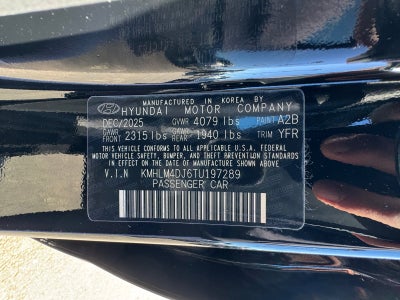 MANUFACTURED IN KOREA BY
HYUNDAI MOTOR COMPANY
DEC/2025 GVWR 4079 lbs PAINT A2B
GAWR FRONT 2315 lbs GAWR REAR 1940 lbs TRIM YFR
THIS VEHICLE CONFORMS TO ALL APPLICABLE U.S.A. FEDERAL
MOTOR VEHICLE SAFETY, BUMPER, AND THEFT PREVENTION STANDARDS
IN EFFECT ON THE DATE OF MANUFACTURE SHOWN ABOVE.
V.I.N KMHLM4DJ6TU197289
PASSENGER CAR